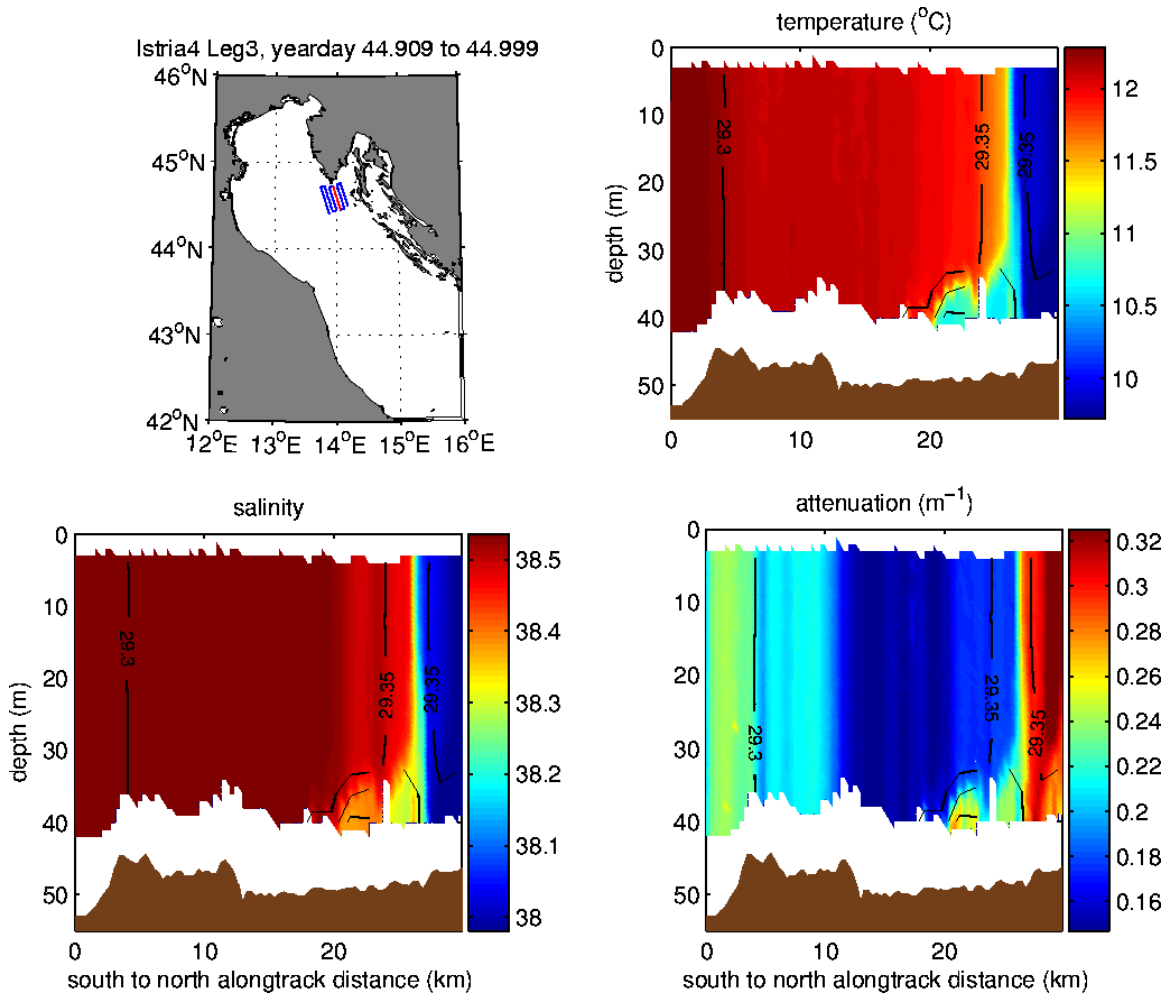 Istria4 Leg3, yearday 44.909 to 44.999
46°N
45°N
44°N
43°N
42°N
12°E 13°E 14°E 15°E 16°E
temperature (°C)
0
10
20
30
40
50
depth (m)
0 10 20
29.3
29.35
29.35
12
11.5
11
10.5
10
salinity
0
10
20
30
40
50
depth (m)
0 10 20
south to north alongtrack distance (km)
29.3
29.35
29.35
38.5
38.4
38.3
38.2
38.1
38
attenuation (m⁻¹)
0
10
20
30
40
50
0 10 20
south to north alongtrack distance (km)
29.3
29.35
29.35
0.32
0.3
0.28
0.26
0.24
0.22
0.2
0.18
0.16